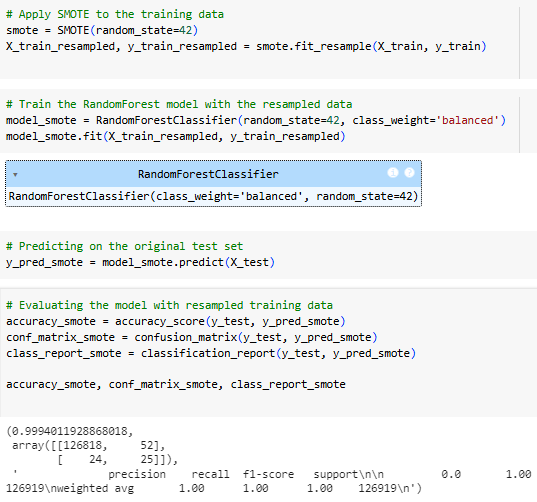 # Apply SMOTE to the training data
smote = SMOTE(random_state=42)
X_train_resampled, y_train_resampled = smote.fit_resample(X_train, y_train)
# Train the RandomForest model with the resampled data
model_smote = RandomForestClassifier(random_state=42, class_weight='balanced')
model_smote.fit(X_train_resampled, y_train_resampled)
RandomForestClassifier
RandomForestClassifier(class_weight='balanced', random_state=42)
# Predicting on the original test set
y_pred_smote = model_smote.predict(X_test)
# Evaluating the model with resampled training data
accuracy_smote = accuracy_score(y_test, y_pred_smote)
conf_matrix_smote = confusion_matrix(y_test, y_pred_smote)
class_report_smote = classification_report(y_test, y_pred_smote)
accuracy_smote, conf_matrix_smote, class_report_smote
(0.9994011928868018,
array([[126818, 52],
[ 24, 25]]),
' precision recall f1-score support\n\n 0.0 1.00
126919\nweighted avg 1.00 1.00 1.00 126919\n')